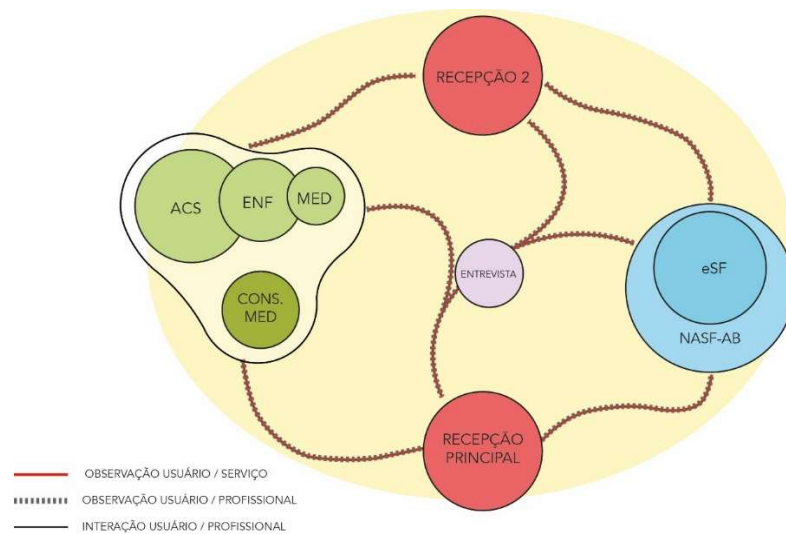 RECEPÇÃO 2
ACS
ENF
MED
CONS.
MED
ENTREVISTA
eSF
NASF-AB
RECEPÇÃO
PRINCIPAL
OBSERVAÇÃO USUÁRIO / SERVIÇO
OBSERVAÇÃO USUÁRIO / PROFISSIONAL
INTERAÇÃO USUÁRIO / PROFISSIONAL